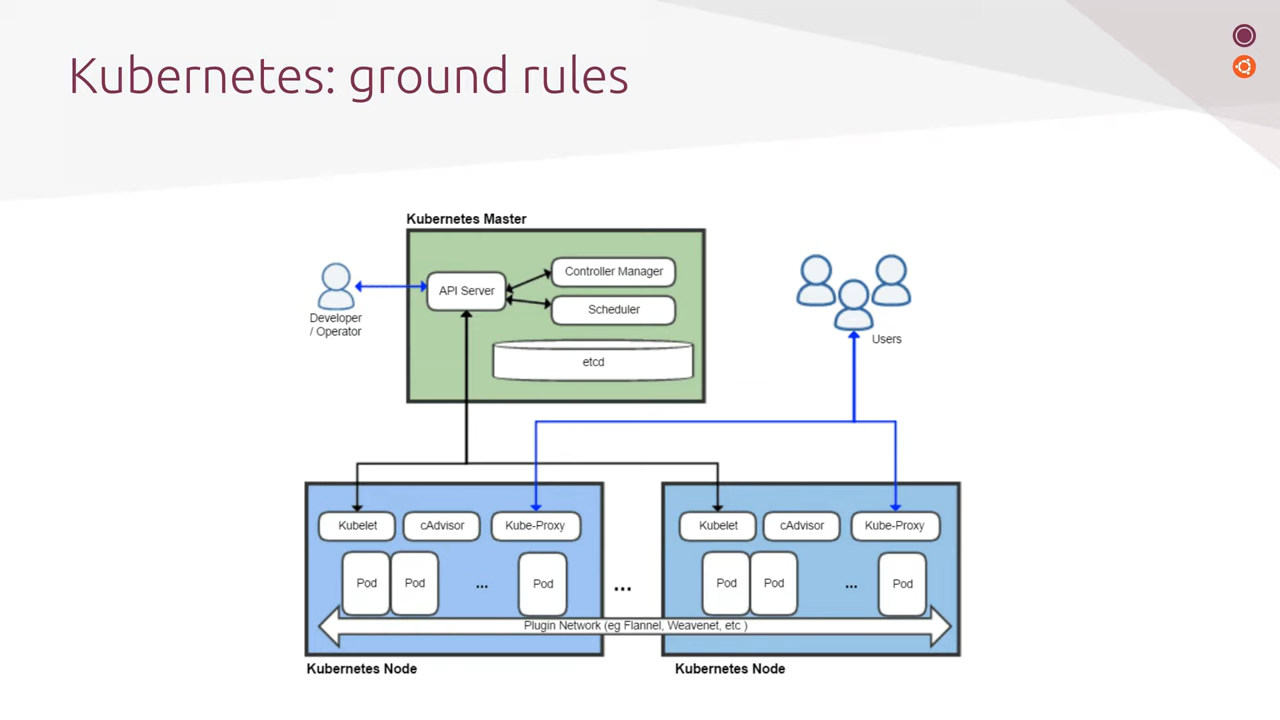 Kubernetes: ground rules
Kubernetes Master
API Server
Controller Manager
Scheduler
etcd
Developer
/ Operator
Users
Kubelet
cAdvisor
Kube-Proxy
Pod
Pod
...
Pod
...
Kubelet
cAdvisor
Kube-Proxy
Pod
Pod
...
Pod
Plugin Network (eg Flannel, Weavenet, etc )
Kubernetes Node
Kubernetes Node